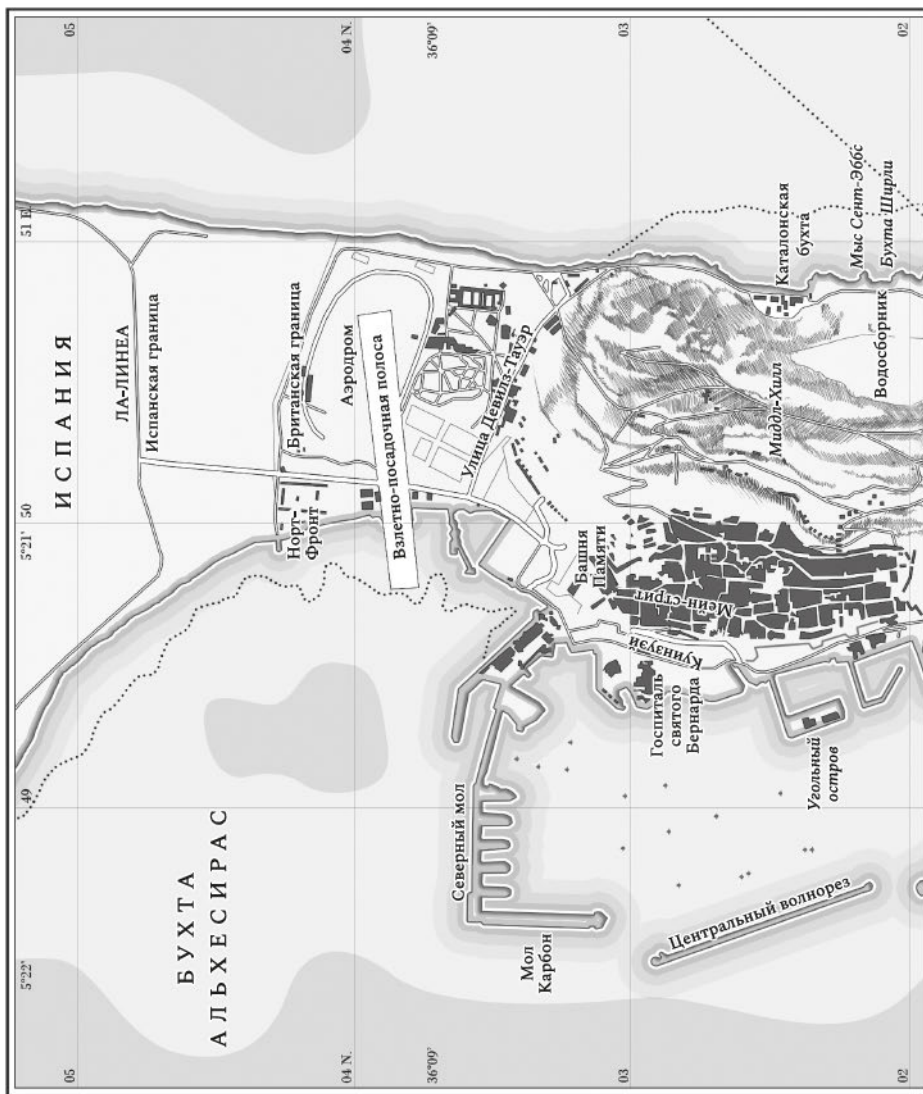 05
04 N.
36°09'
03
02
ИСПАНИЯ
ЛА-ЛИНЕА
Испанская граница
Британская граница
Аэродром
Взлетно-посадочная полоса
Норт-
Фронт
Улица Девилз-Тауэр
51 E.
50
5°21'
49
5°22'
Каталонская
бухта
Мыс Сент-Эббс
Бухта Ширли
Водосборник
Миддл-Хилл
Башня
Памяти
Мейн-стрит
Куинзуэй
Госпиталь
святого
Бернарда
Угольный
остров
БУХТА
АЛЬХЕСИРАС
Северный мол
Мол
Карбон
Центральный волнорез
05
04 N.
36°09'
03
02